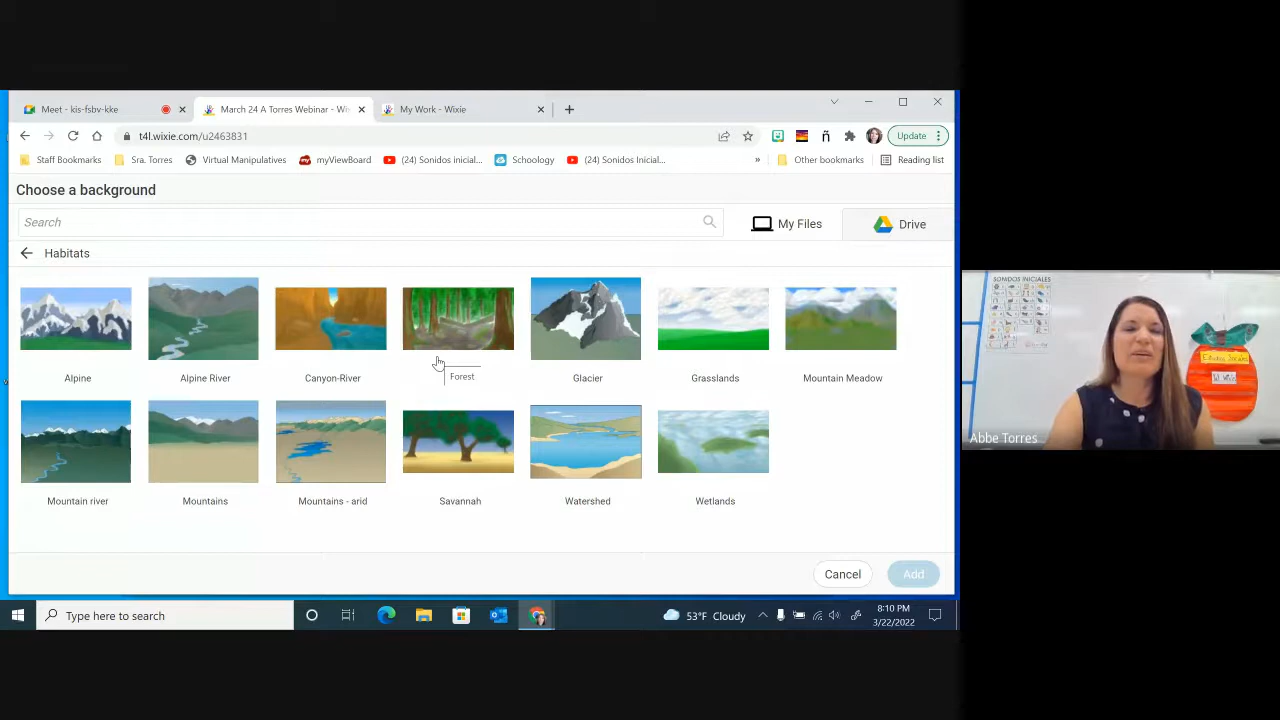 Meet - kis-fsbv-kke
March 24 A Torres Webinar - Wi
My Work - Wixie
t4l.wixie.com/u2463831
Update
Staff Bookmarks
Sra. Torres
Virtual Manipulatives
myViewBoard
(24) Sonidos inicial...
Schoology
(24) Sonidos Inicial...
»
Other bookmarks
Reading list
Choose a background
Search
My Files
Drive
Habitats
Alpine
Alpine River
Canyon-River
Forest
Glacier
Grasslands
Mountain Meadow
Mountain river
Mountains
Mountains - arid
Savannah
Watershed
Wetlands
Cancel
Add
Type here to search
53°F Cloudy
8:10 PM
3/22/2022
SONIDOS INICIALES
Abbe Torres